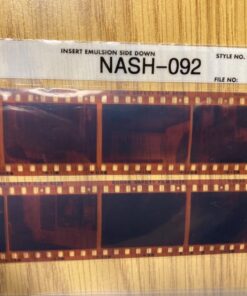 INSERT EMULSION SIDE DOWN
STYLE NO.
NASH-092
FILE NO: